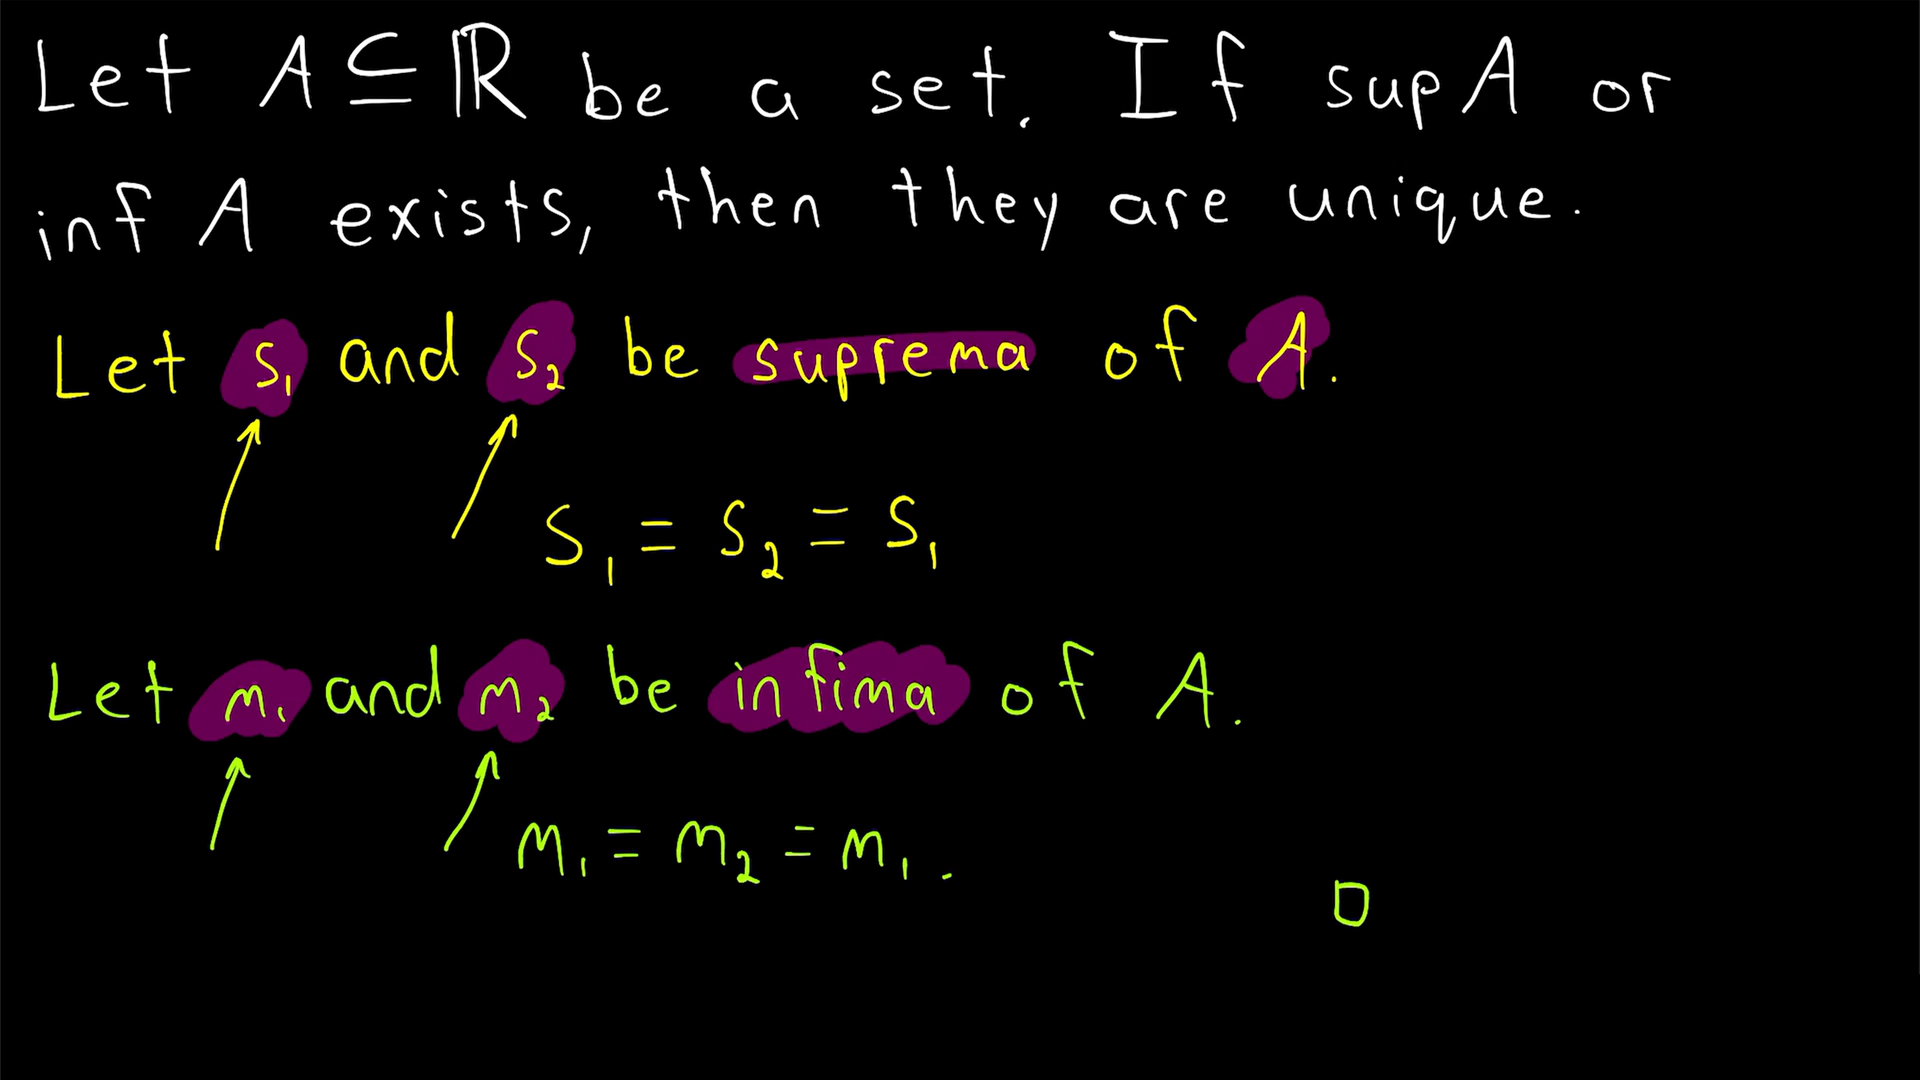 Let A ⊆ ℝ be a set. If sup A or
inf A exists, then they are unique.
Let s₁ and s₂ be suprema of A.
s₁ = s₂ = s₁
Let m₁ and m₂ be infima of A.
m₁ = m₂ = m₁.
□